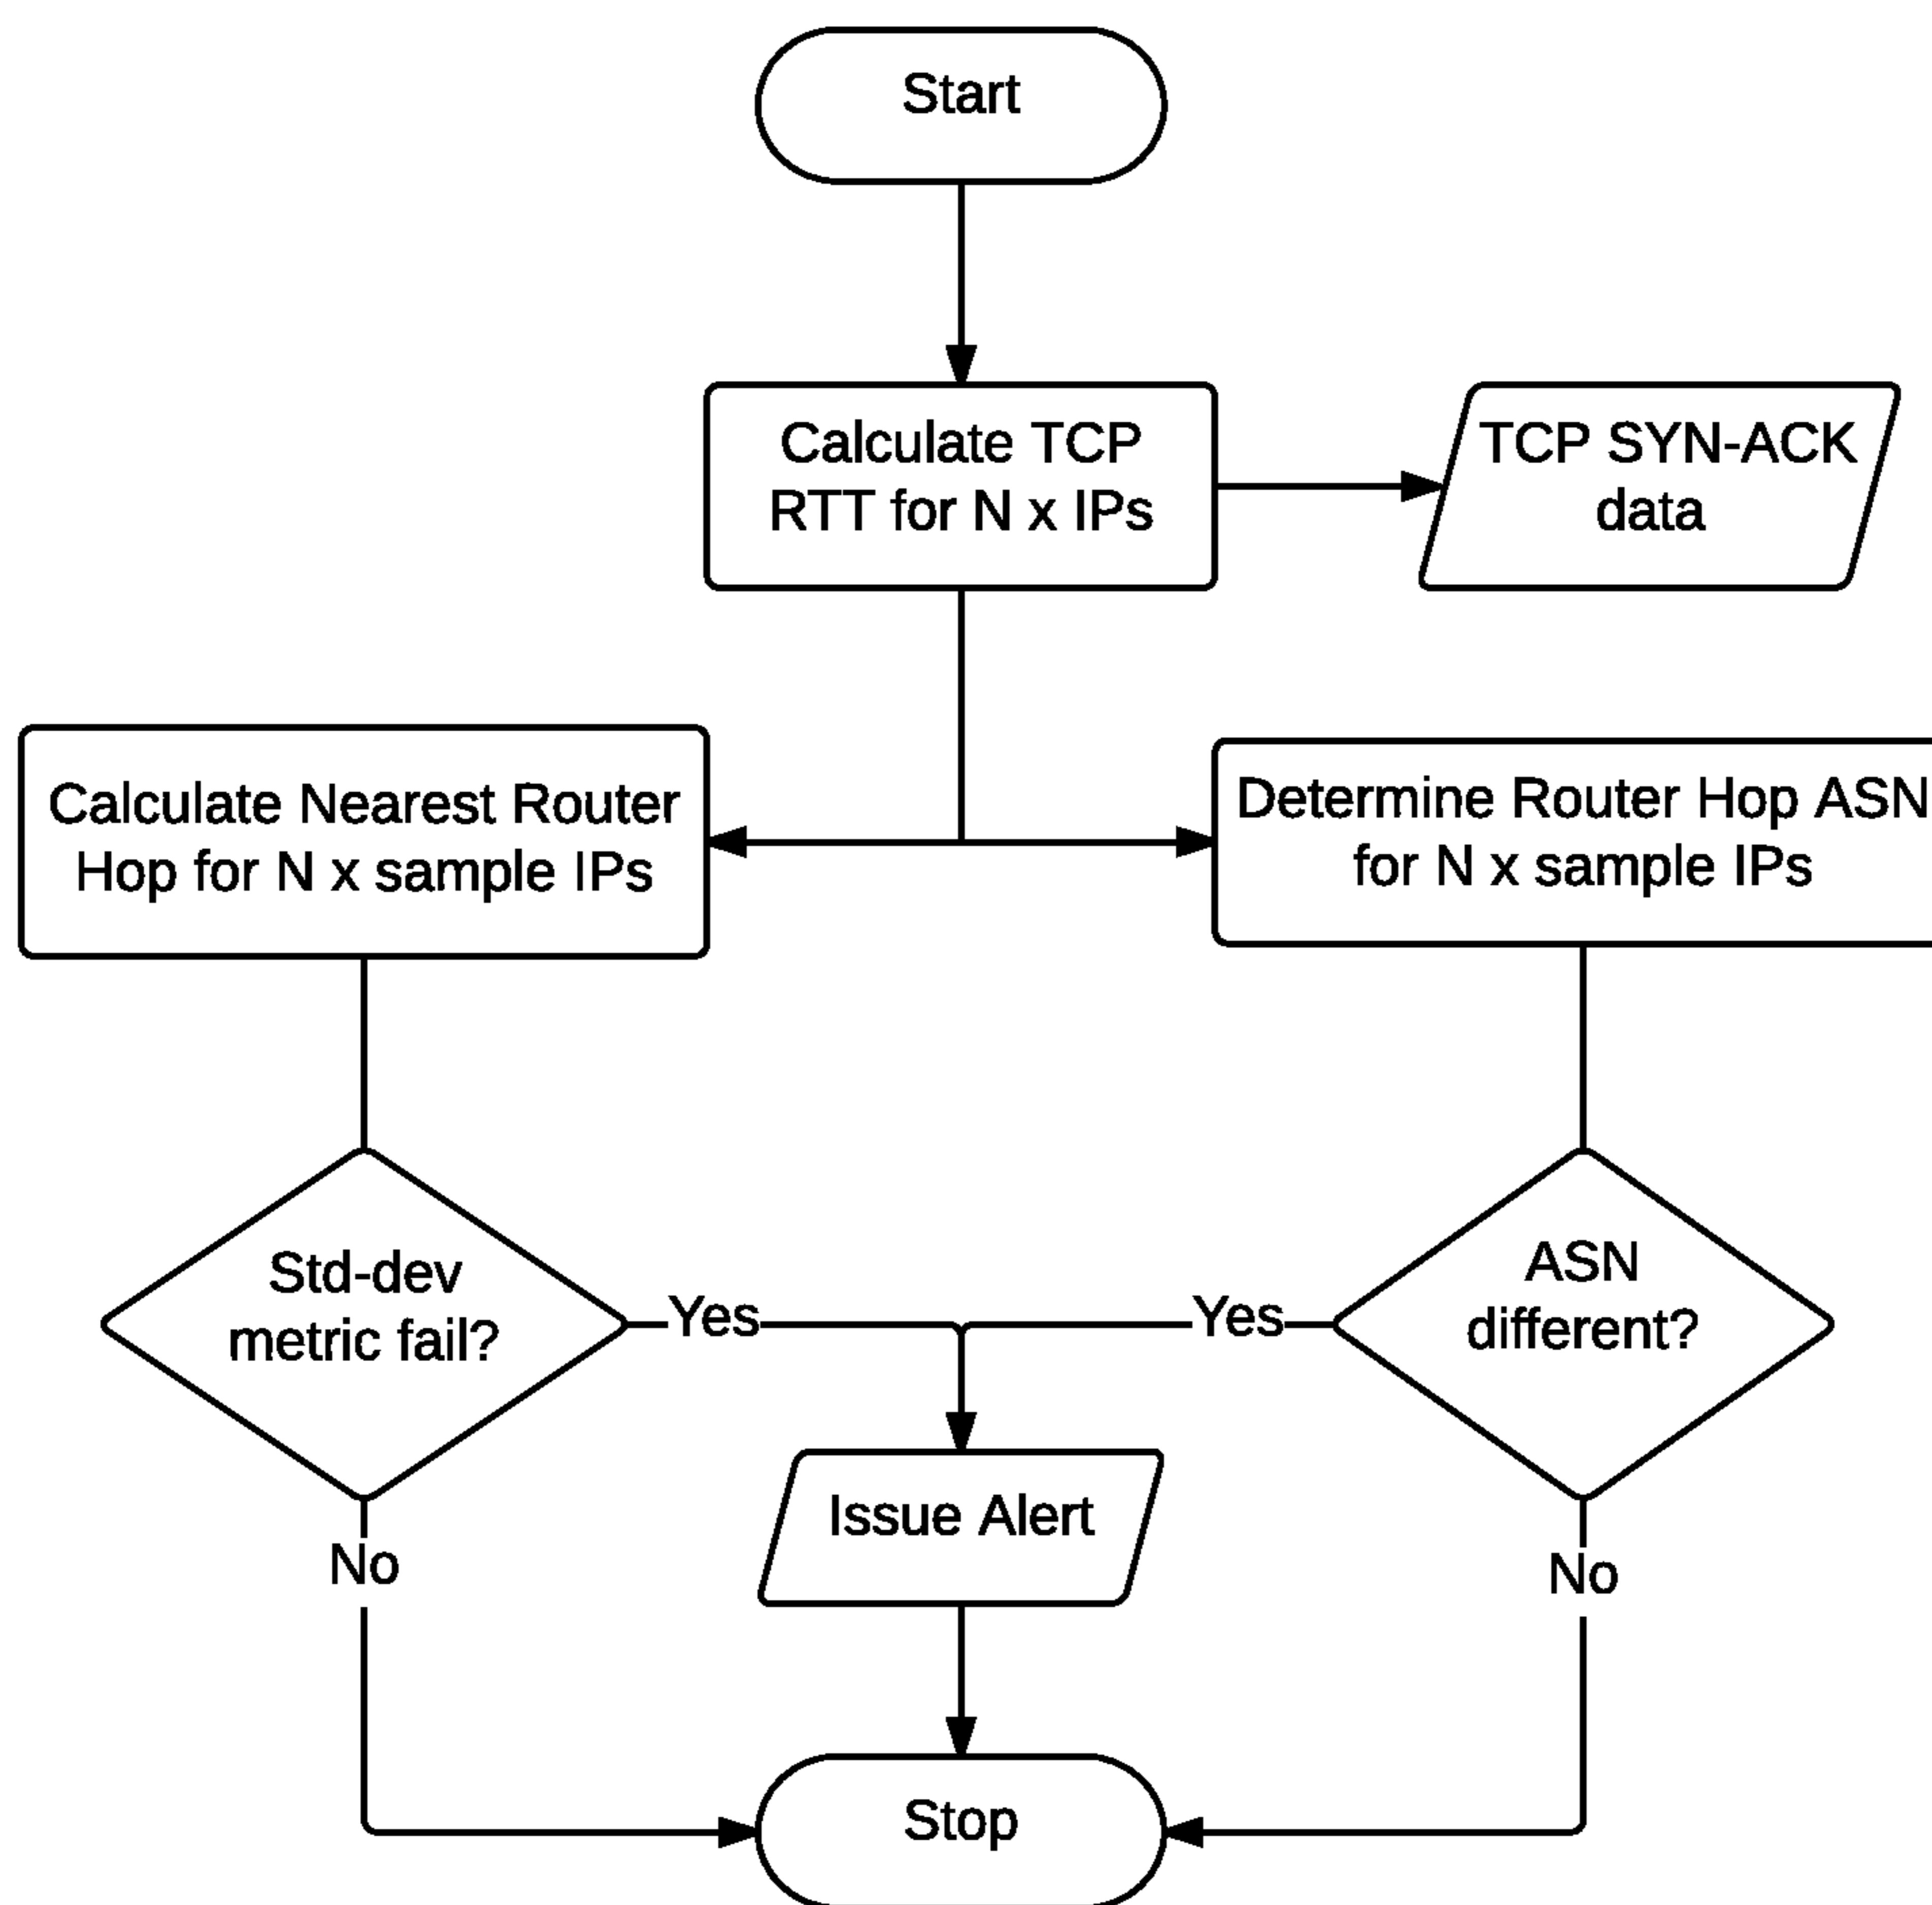 Start
Calculate TCP
RTT for N x IPs
TCP SYN-ACK
data
Calculate Nearest Router
Hop for N x sample IPs
Determine Router Hop ASN
for N x sample IPs
Std-dev
metric fail?
Yes
Yes
ASN
different?
Issue Alert
No
No
Stop